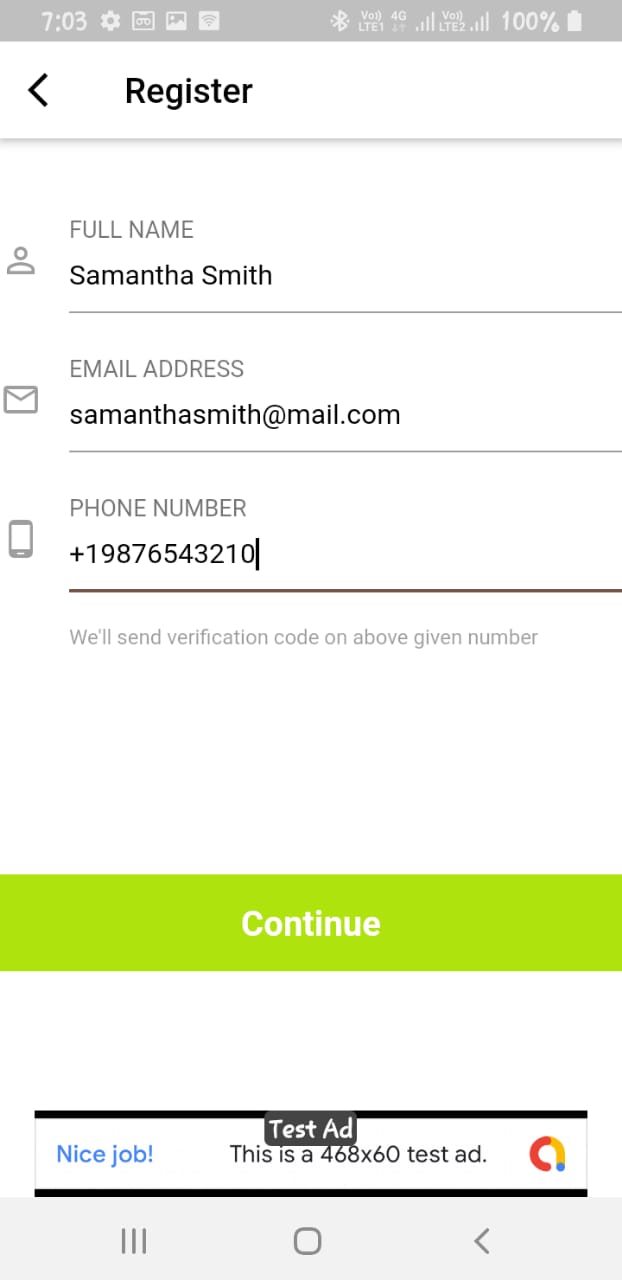 7:03 Vo)) LTE1 4G Vo)) LTE2 100%
Register
FULL NAME
Samantha Smith
EMAIL ADDRESS
samanthasmith@mail.com
PHONE NUMBER
+19876543210
We'll send verification code on above given number
Continue
Test Ad
Nice job! This is a 468x60 test ad.